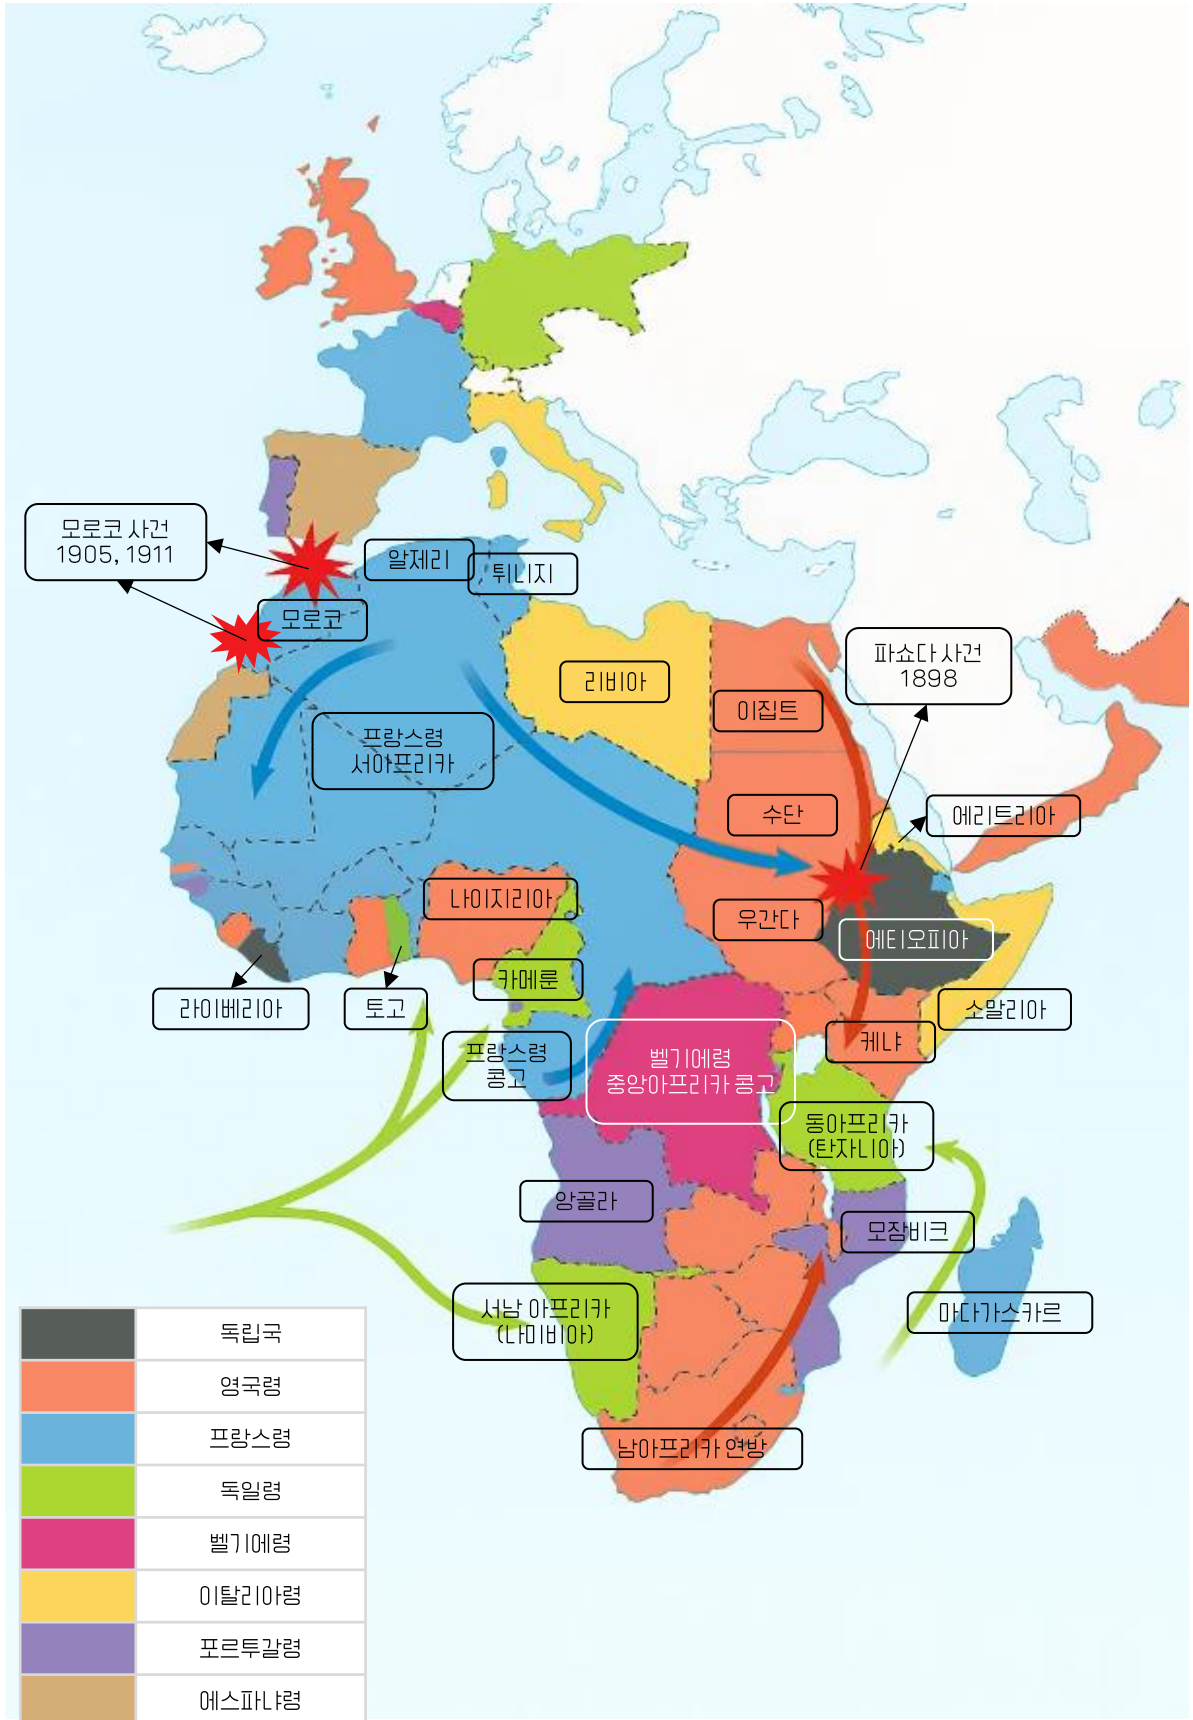 모로코 사건
1905, 1911
알제리
튀니지
모로코
리비아
파쇼다 사건
1898
이집트
프랑스령
서아프리카
수단
에리트리아
나이지리아
우간다
에티오피아
카메룬
라이베리아
토고
소말리아
프랑스령
콩고
벨기에령
중앙아프리카 콩고
케냐
동아프리카
(탄자니아)
앙골라
모잠비크
서남 아프리카
(나미비아)
마다가스카르
남아프리카 연방
독립국
영국령
프랑스령
독일령
벨기에령
이탈리아령
포르투갈령
에스파냐령